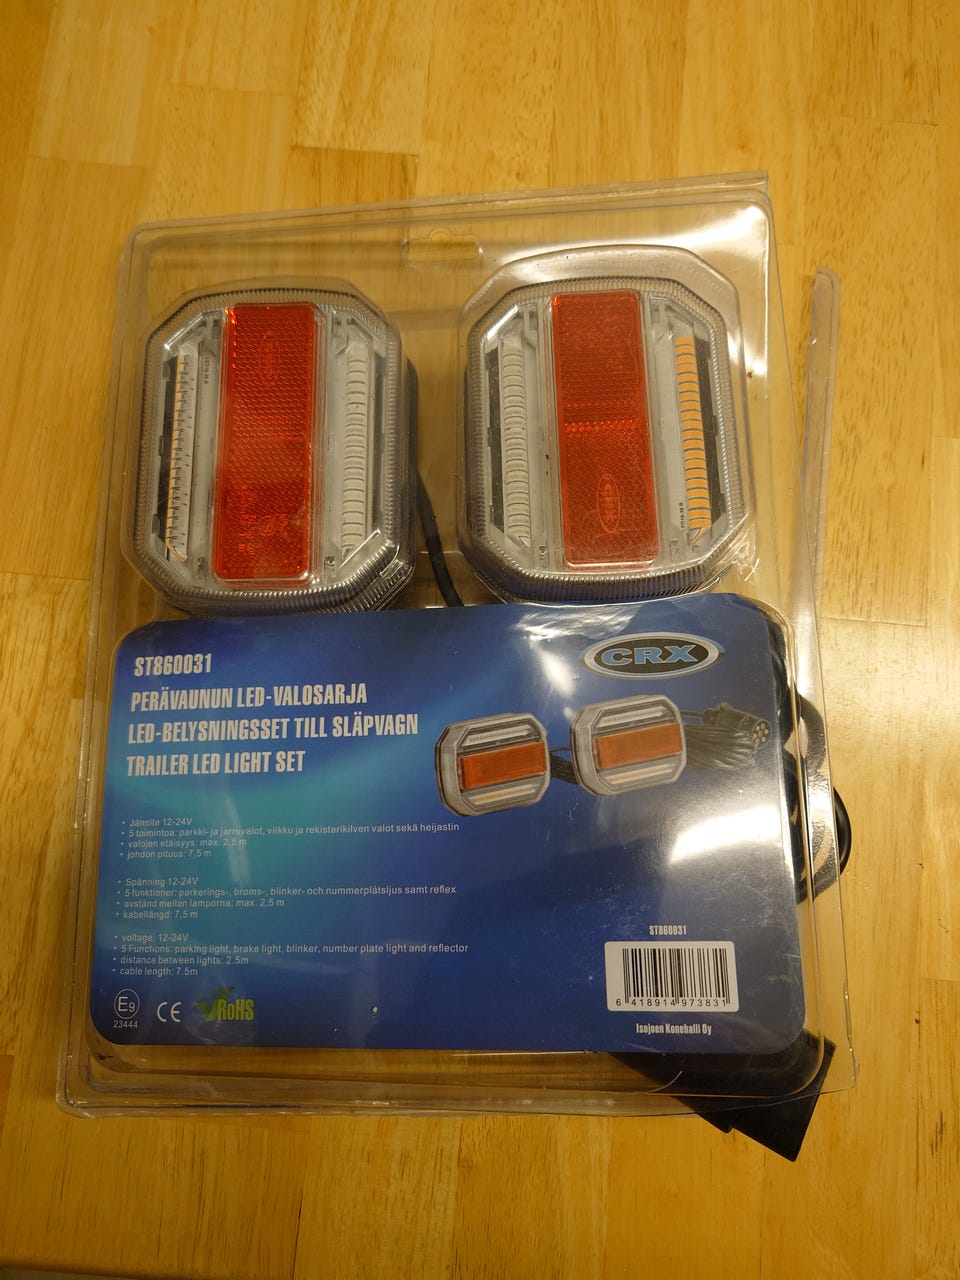 CRX
CRX
ST860031
CRX
PERÄVAUNUN LED-VALOSARJA
LED-BELYSNINGSSET TILL SLÄPVAGN
TRAILER LED LIGHT SET
• Jännite 12-24V
• 5 toimintoa: parkki- ja jarruvalot, vilkku ja rekisterikilven valot sekä heijastin
• valojen etäisyys: max. 2,5 m
• johdon pituus: 7,5 m
• Spänning 12-24V
• 5 funktioner: parkerings-, broms-, blinker- och nummerplåtsljus samt reflex
• avstånd mellan lamporna: max. 2,5 m
• kabellängd: 7,5 m
• voltage: 12-24V
• 5 Functions: parking light, brake light, blinker, number plate light and reflector
• distance between lights: 2.5m
• cable length: 7.5m
E9
23444
CE
RoHS
ST860031
6 418914 973831
Isojoen Konehalli Oy